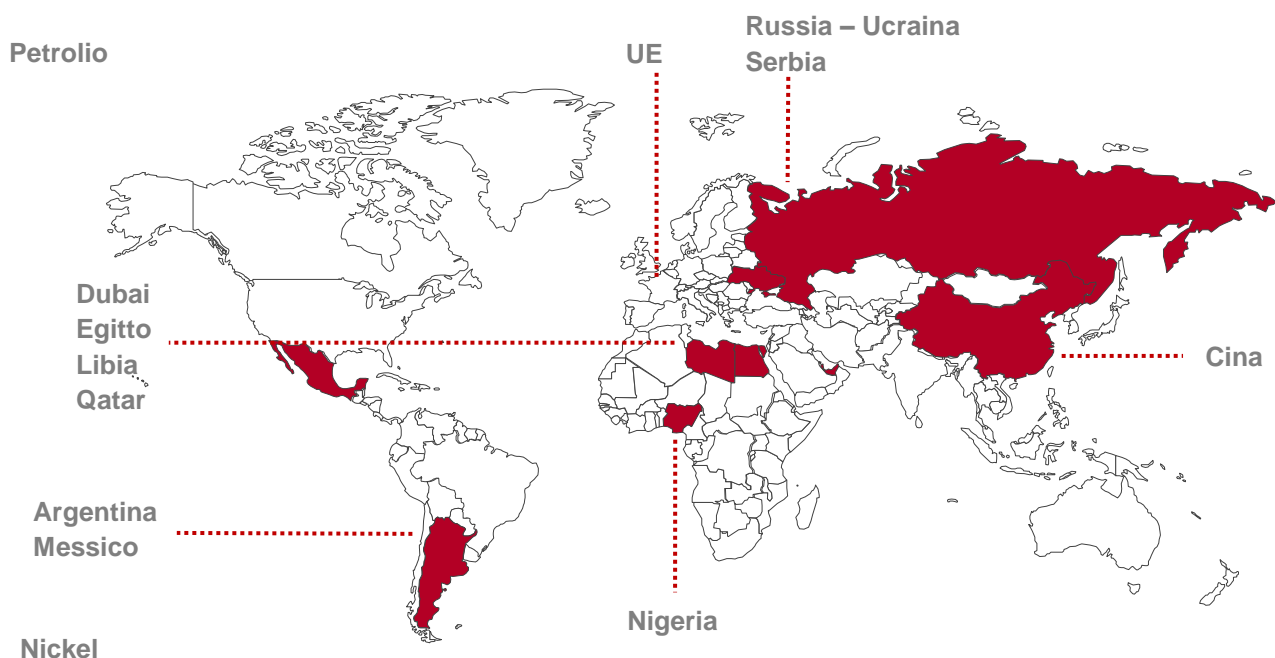 Russia – Ucraina
Petrolio
UE
Serbia
Dubai
Egitto
Libia
Qatar
Cina
Argentina
Messico
Nigeria
Nickel